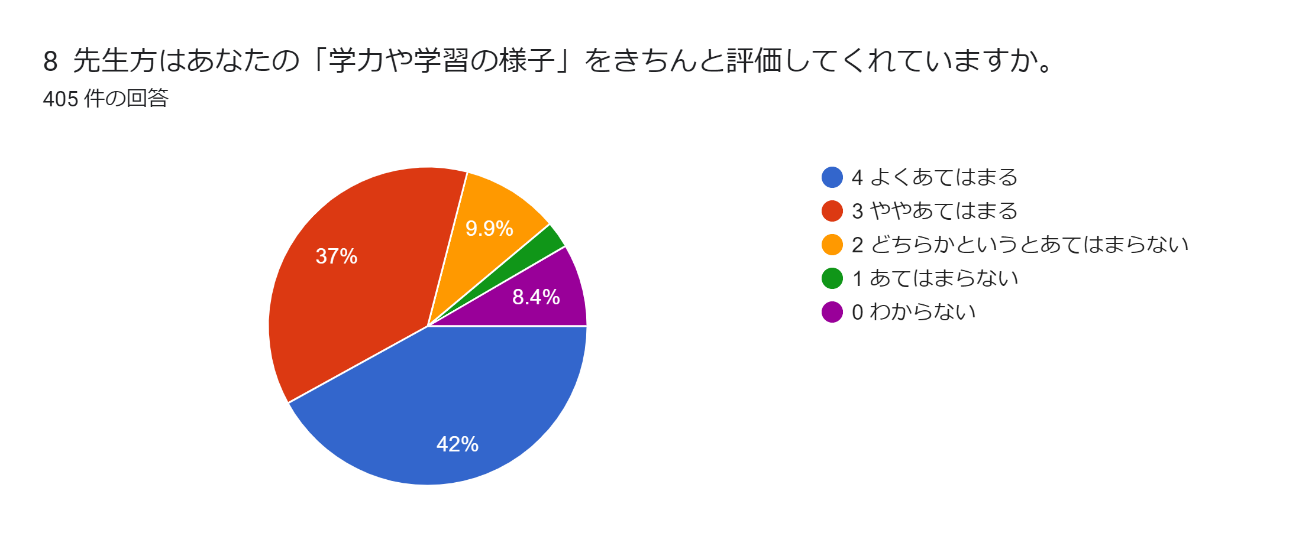 8 先生方はあなたの「学力や学習の様子」をきちんと評価してくれていますか。
405 件の回答
4 よくあてはまる
3 ややあてはまる
2 どちらかというとあてはまらない
1 あてはまらない
0 わからない
9.9%
37%
8.4%
42%